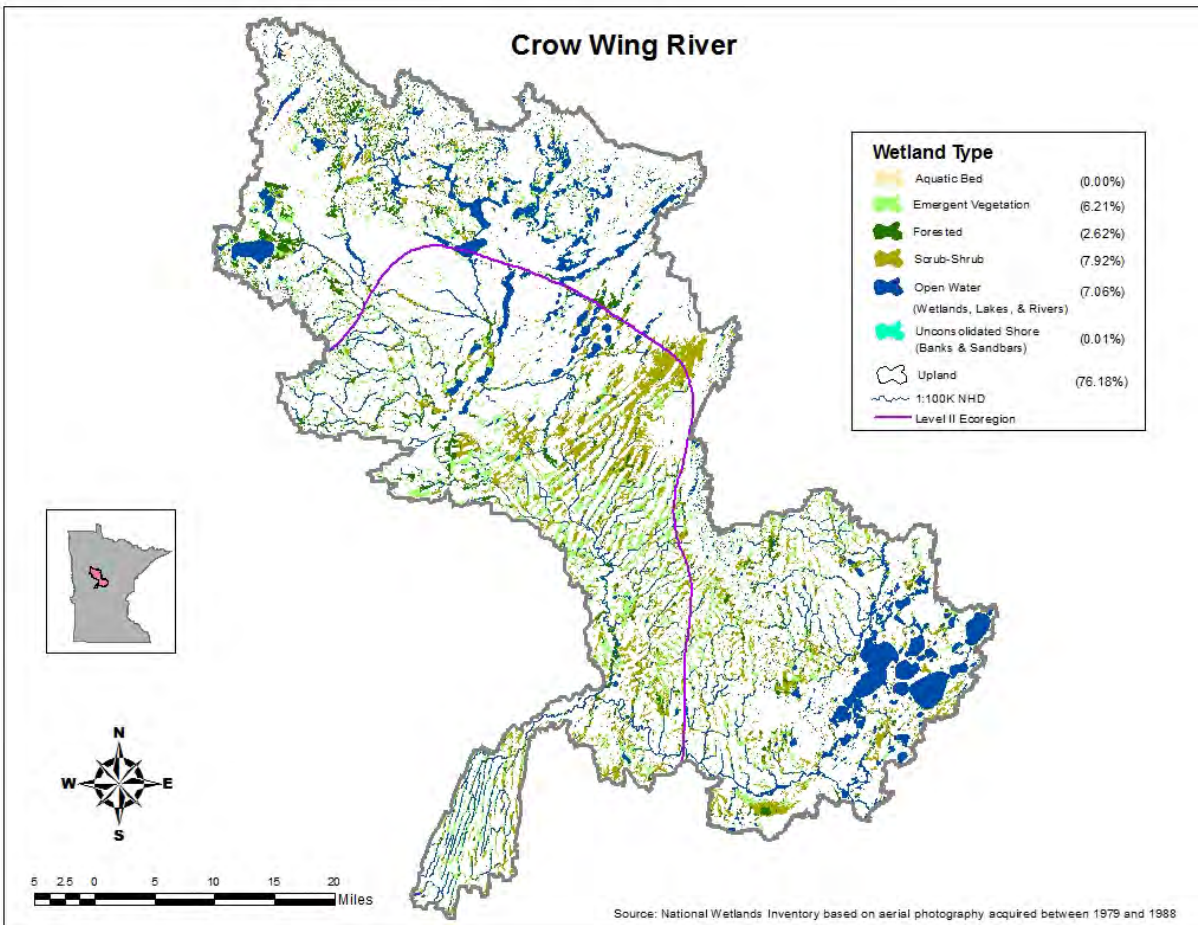 Crow Wing River
Wetland Type
Aquatic Bed (0.00%)
Emergent Vegetation (6.21%)
Forested (2.62%)
Scrub-Shrub (7.92%)
Open Water (7.06%)
(Wetlands, Lakes, & Rivers)
Unconsolidated Shore (0.01%)
(Banks & Sandbars)
Upland (76.18%)
1:100K NHD
Level II Ecoregion
N
W E
S
5 2.5 0 5 10 15 20
Miles
Source: National Wetlands Inventory based on aerial photography acquired between 1979 and 1988